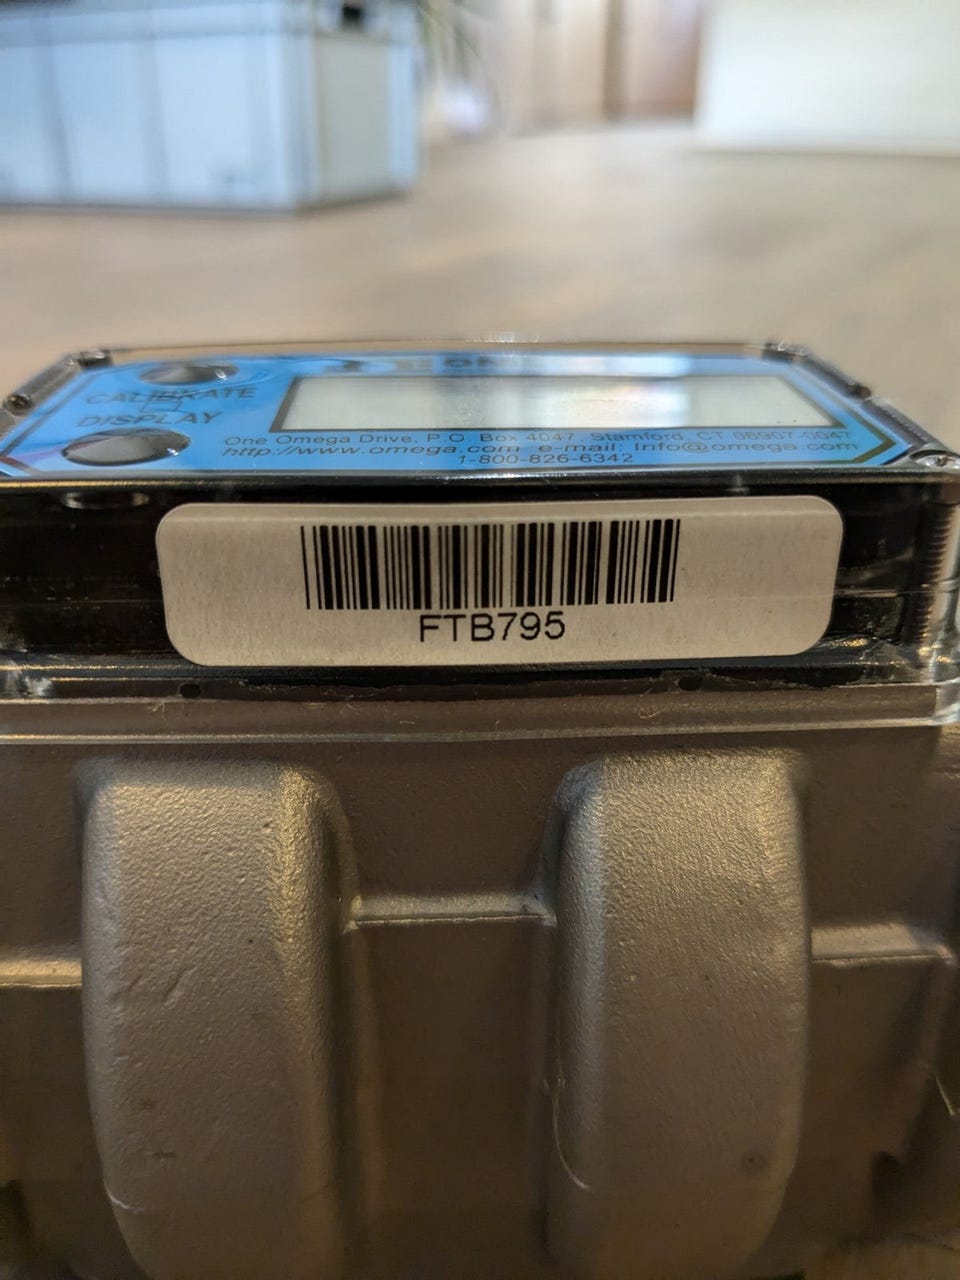 CALIBRATE
DISPLAY
One Omega Drive, P.O. Box 4047, Stamford, CT 06907-0047
http://www.omega.com e-mail: Info@omega.com
1-800-826-6342
FTB795